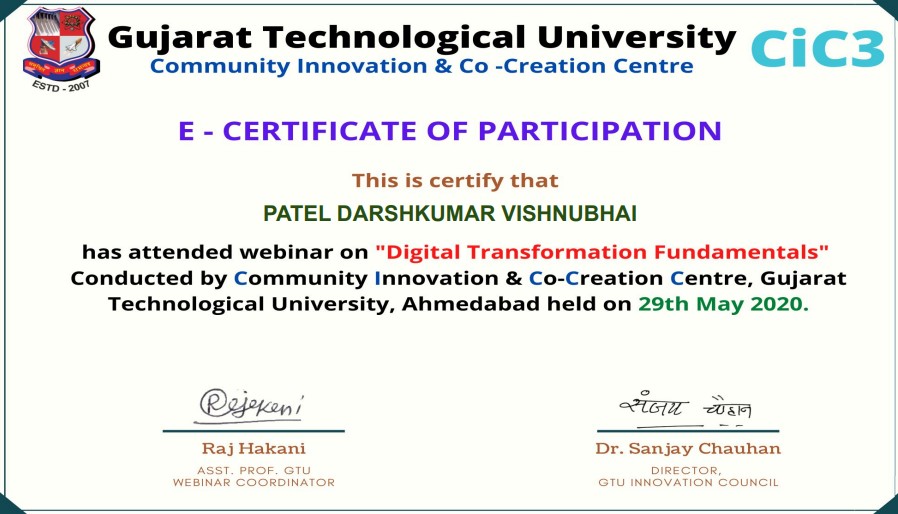 Gujarat Technological University
CiC3
Community Innovation & Co -Creation Centre
ESTD - 2007
E - CERTIFICATE OF PARTICIPATION
This is certify that
PATEL DARSHKUMAR VISHNUBHAI
has attended webinar on "Digital Transformation Fundamentals"
Conducted by Community Innovation & Co-Creation Centre, Gujarat
Technological University, Ahmedabad held on 29th May 2020.
संजय चौहान
Raj Hakani
Dr. Sanjay Chauhan
ASST. PROF. GTU
WEBINAR COORDINATOR
DIRECTOR,
GTU INNOVATION COUNCIL